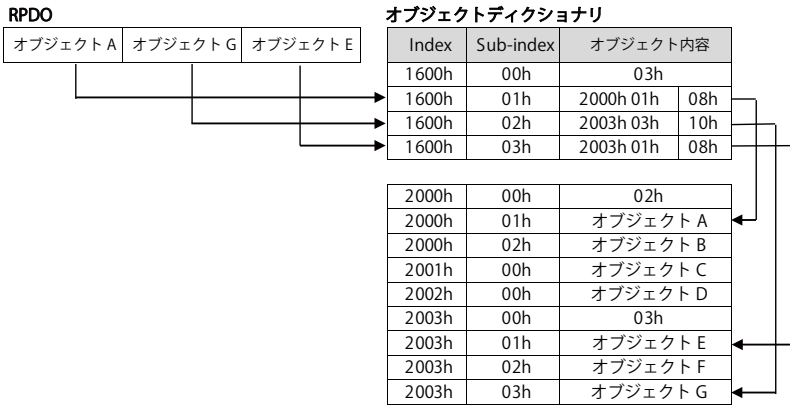 RPDO
オブジェクト A オブジェクト G オブジェクト E
オブジェクトディクショナリ
Index Sub-index オブジェクト内容
1600h 00h 03h
1600h 01h 2000h 01h 08h
1600h 02h 2003h 03h 10h
1600h 03h 2003h 01h 08h
2000h 00h 02h
2000h 01h オブジェクト A
2000h 02h オブジェクト B
2001h 00h オブジェクト C
2002h 00h オブジェクト D
2003h 00h 03h
2003h 01h オブジェクト E
2003h 02h オブジェクト F
2003h 03h オブジェクト G